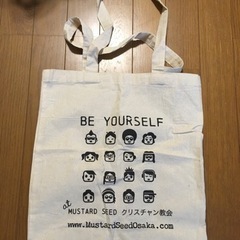 BE YOURSELF
at MUSTARD SEED クリスチャン教会
www.MustardSeedOsaka.com